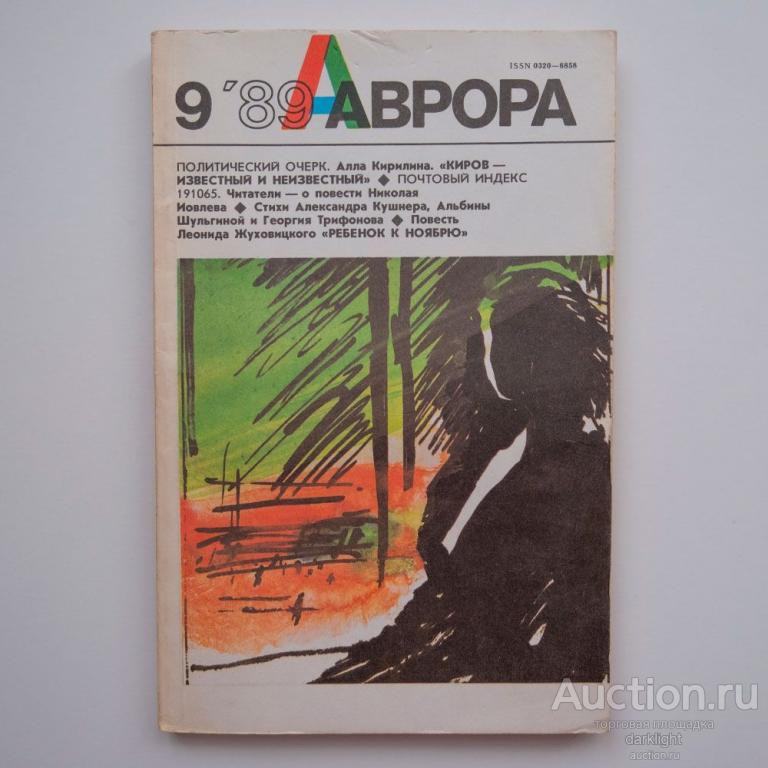 ISSN 0320—8858
9 '89 АВРОРА
ПОЛИТИЧЕСКИЙ ОЧЕРК. Алла Кирилина. «КИРОВ —
ИЗВЕСТНЫЙ И НЕИЗВЕСТНЫЙ» ◆ ПОЧТОВЫЙ ИНДЕКС
191065. Читатели — о повести Николая
Иовлева ◆ Стихи Александра Кушнера, Альбины
Шульгиной и Георгия Трифонова ◆ Повесть
Леонида Жуховицкого «РЕБЕНОК К НОЯБРЮ»
Auction.ru
торговая площадка
darklight
auction.ru